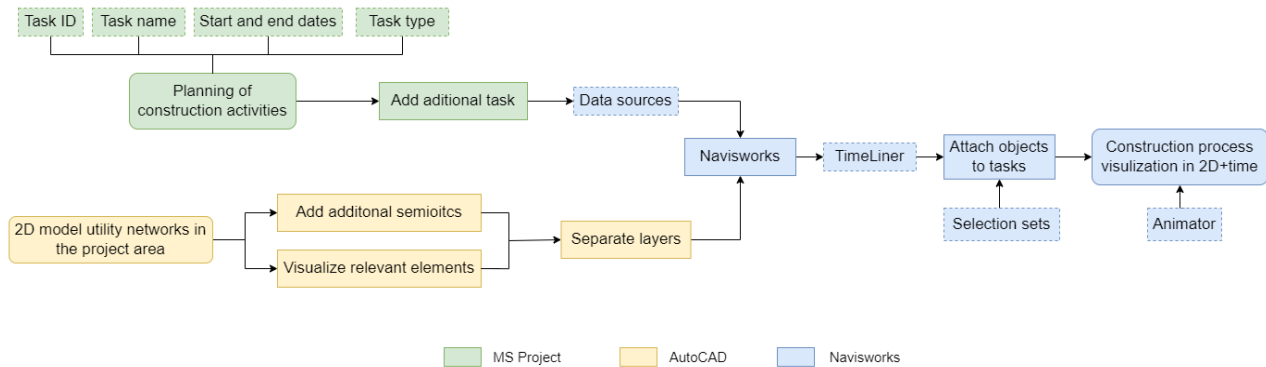 Task ID
Task name
Start and end dates
Task type
Planning of
construction activities
Add aditional task
Data sources
Navisworks
TimeLiner
Attach objects
to tasks
Construction process
visulization in 2D+time
Add additonal semioitcs
2D model utility networks in
the project area
Separate layers
Selection sets
Animator
Visualize relevant elements
MS Project
AutoCAD
Navisworks